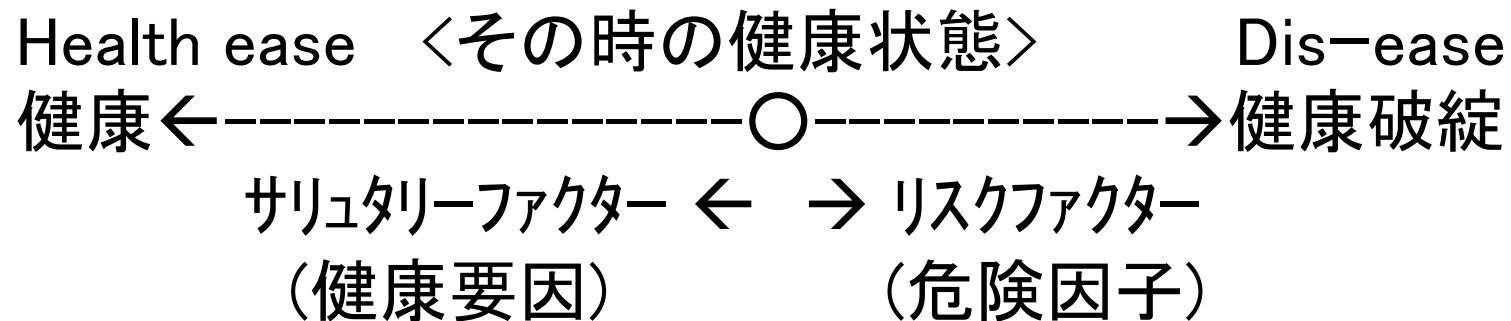 Health ease 〈その時の健康状態〉 Dis-ease
健康←----------------○----------→健康破綻
ｻﾘｭﾀﾘｰﾌｧｸﾀｰ ← → ﾘｽｸﾌｧｸﾀｰ
(健康要因) (危険因子)